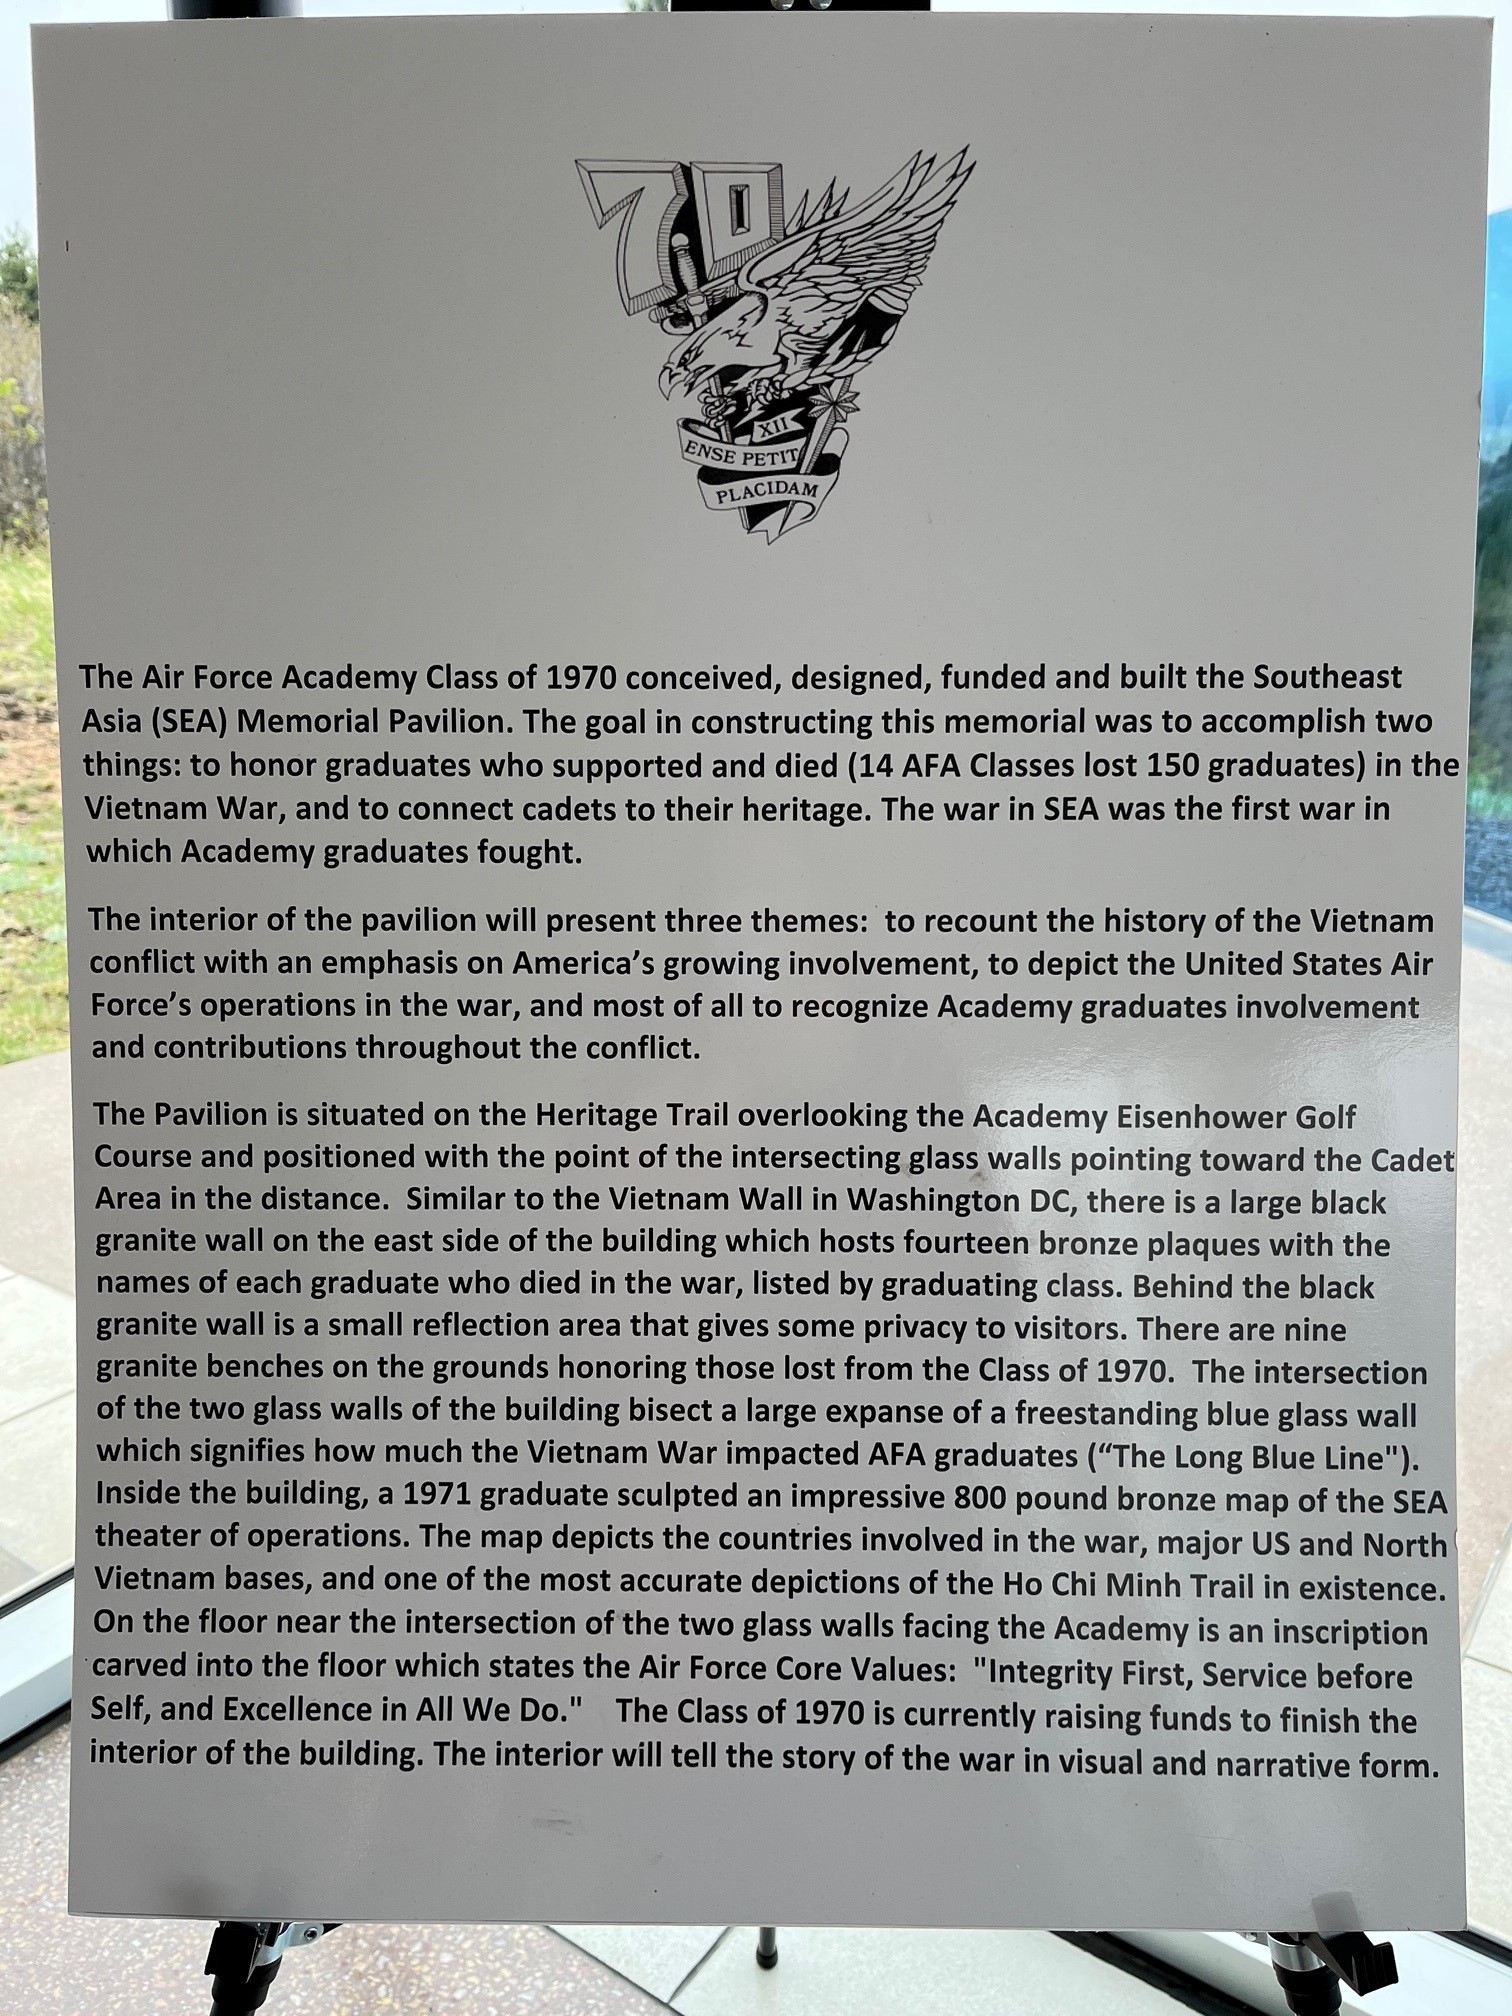 70
XII
ENSE PETIT
PLACIDAM
The Air Force Academy Class of 1970 conceived, designed, funded and built the Southeast
Asia (SEA) Memorial Pavilion. The goal in constructing this memorial was to accomplish two
things: to honor graduates who supported and died (14 AFA Classes lost 150 graduates) in the
Vietnam War, and to connect cadets to their heritage. The war in SEA was the first war in
which Academy graduates fought.
The interior of the pavilion will present three themes:  to recount the history of the Vietnam
conflict with an emphasis on America’s growing involvement, to depict the United States Air
Force’s operations in the war, and most of all to recognize Academy graduates involvement
and contributions throughout the conflict.
The Pavilion is situated on the Heritage Trail overlooking the Academy Eisenhower Golf
Course and positioned with the point of the intersecting glass walls pointing toward the Cadet
Area in the distance.  Similar to the Vietnam Wall in Washington DC, there is a large black
granite wall on the east side of the building which hosts fourteen bronze plaques with the
names of each graduate who died in the war, listed by graduating class. Behind the black
granite wall is a small reflection area that gives some privacy to visitors. There are nine
granite benches on the grounds honoring those lost from the Class of 1970.  The intersection
of the two glass walls of the building bisect a large expanse of a freestanding blue glass wall
which signifies how much the Vietnam War impacted AFA graduates (“The Long Blue Line").
Inside the building, a 1971 graduate sculpted an impressive 800 pound bronze map of the SEA
theater of operations. The map depicts the countries involved in the war, major US and North
Vietnam bases, and one of the most accurate depictions of the Ho Chi Minh Trail in existence.
On the floor near the intersection of the two glass walls facing the Academy is an inscription
carved into the floor which states the Air Force Core Values:  "Integrity First, Service before
Self, and Excellence in All We Do."    The Class of 1970 is currently raising funds to finish the
interior of the building. The interior will tell the story of the war in visual and narrative form.